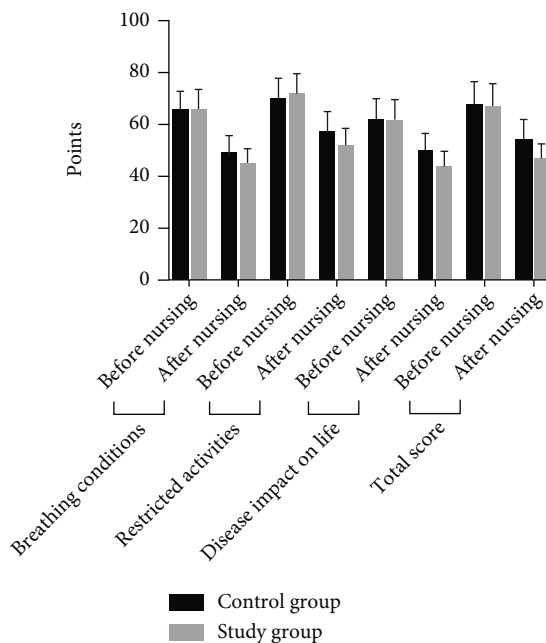 Points
100
80
60
40
20
0
Before nursing
After nursing
Before nursing
After nursing
Before nursing
After nursing
Before nursing
After nursing
Breathing conditions
Restricted activities
Disease impact on life
Total score
Control group
Study group